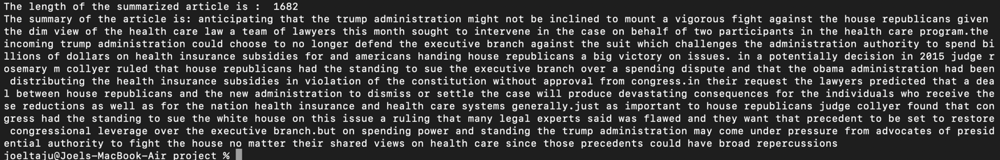 The length of the summarized article is :  1682
The summary of the article is: anticipating that the trump administration might not be inclined to mount a vigorous fight against the house republicans given
the dim view of the health care law a team of lawyers this month sought to intervene in the case on behalf of two participants in the health care program.the
incoming trump administration could choose to no longer defend the executive branch against the suit which challenges the administration authority to spend bi
llions of dollars on health insurance subsidies for and americans handing house republicans a big victory on issues. in a potentially decision in 2015 judge r
osemary m collyer ruled that house republicans had the standing to sue the executive branch over a spending dispute and that the obama administration had been
 distributing the health insurance subsidies in violation of the constitution without approval from congress.in their request the lawyers predicted that a dea
l between house republicans and the new administration to dismiss or settle the case will produce devastating consequences for the individuals who receive the
se reductions as well as for the nation health insurance and health care systems generally.just as important to house republicans judge collyer found that con
gress had the standing to sue the white house on this issue a ruling that many legal experts said was flawed and they want that precedent to be set to restore
 congressional leverage over the executive branch.but on spending power and standing the trump administration may come under pressure from advocates of presid
ential authority to fight the house no matter their shared views on health care since those precedents could have broad repercussions
joeltaju@Joels-MacBook-Air project %